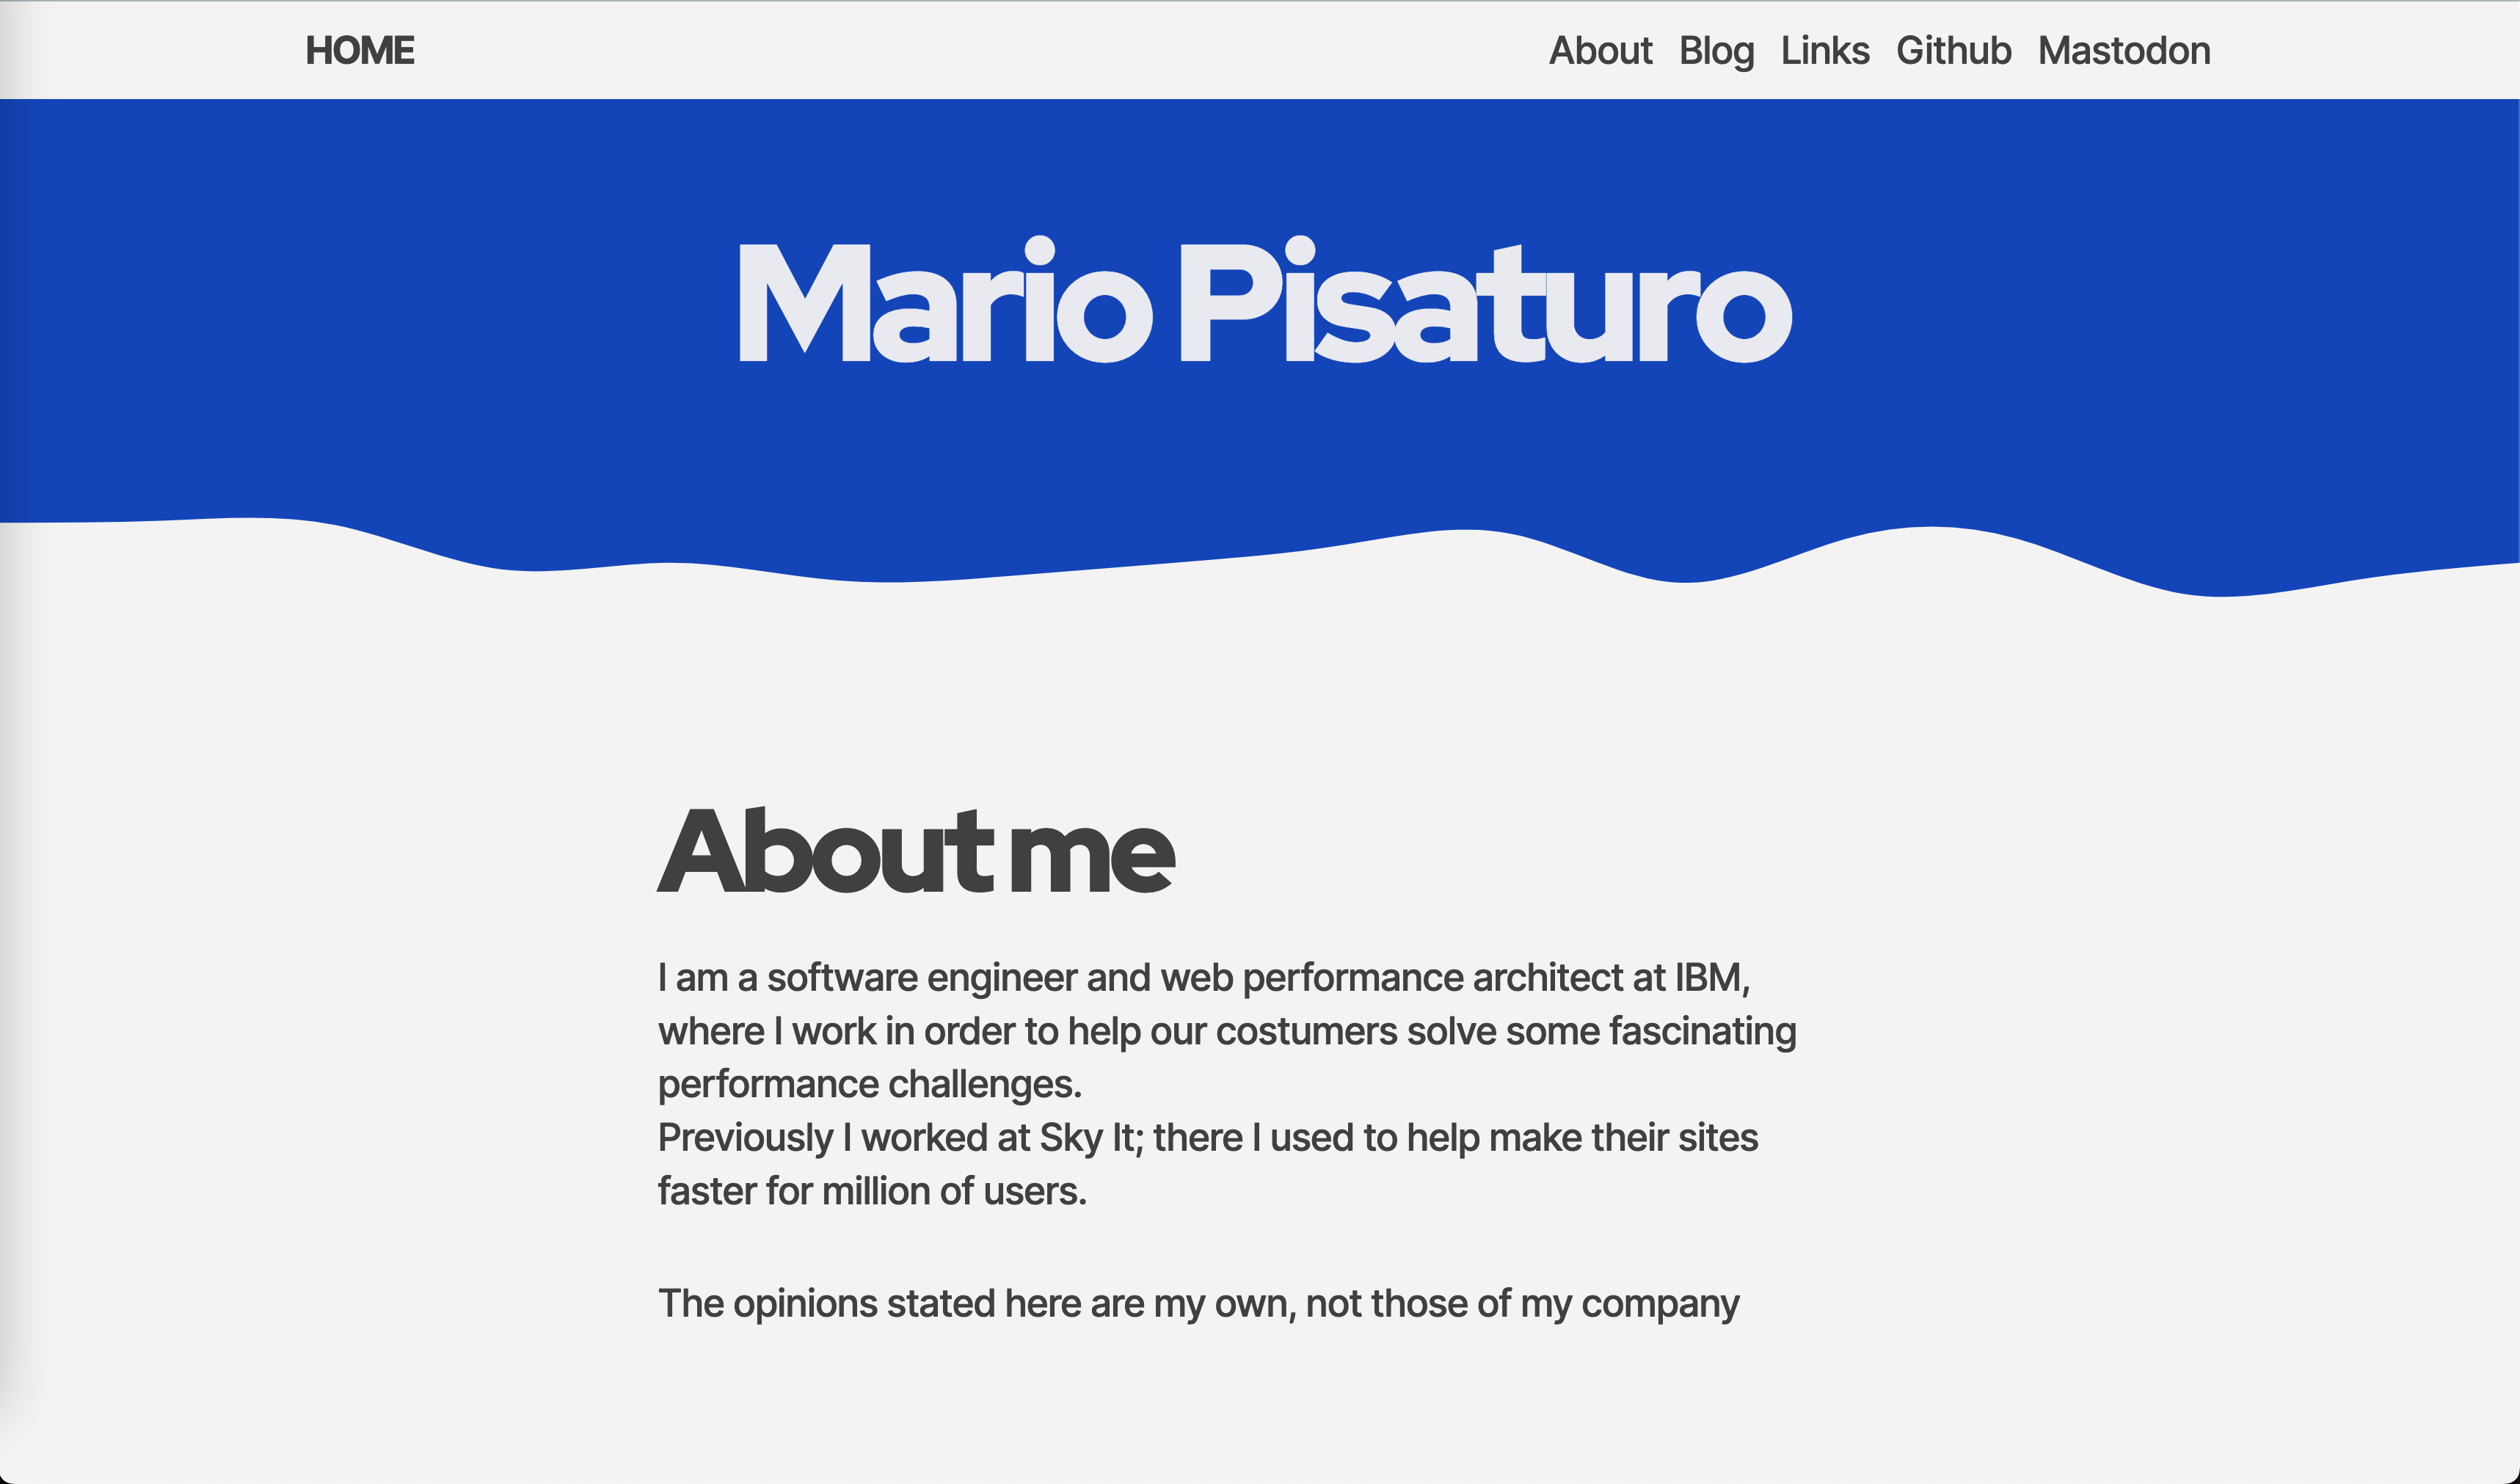 HOME
About Blog Links Github Mastodon
Mario Pisaturo
About me
I am a software engineer and web performance architect at IBM,
where I work in order to help our costumers solve some fascinating
performance challenges.
Previously I worked at Sky It; there I used to help make their sites
faster for million of users.
The opinions stated here are my own, not those of my company